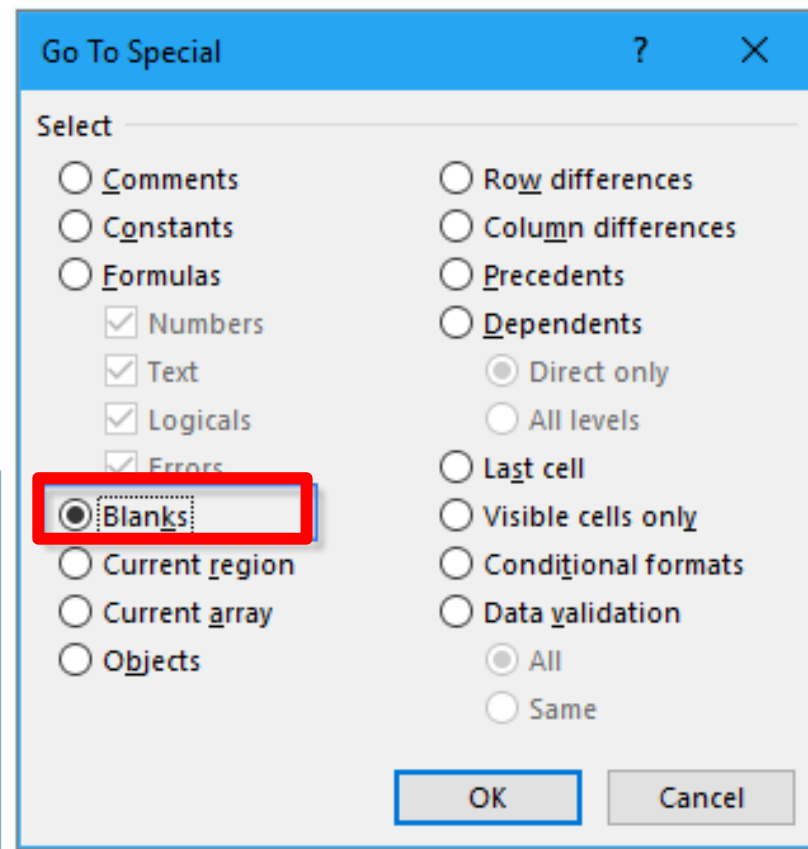 Go To Special ?
Select
Comments
Constants
Formulas
Numbers
Text
Logicals
Errors
Blanks
Current region
Current array
Objects
Row differences
Column differences
Precedents
Dependents
Direct only
All levels
Last cell
Visible cells only
Conditional formats
Data validation
All
Same
OK Cancel